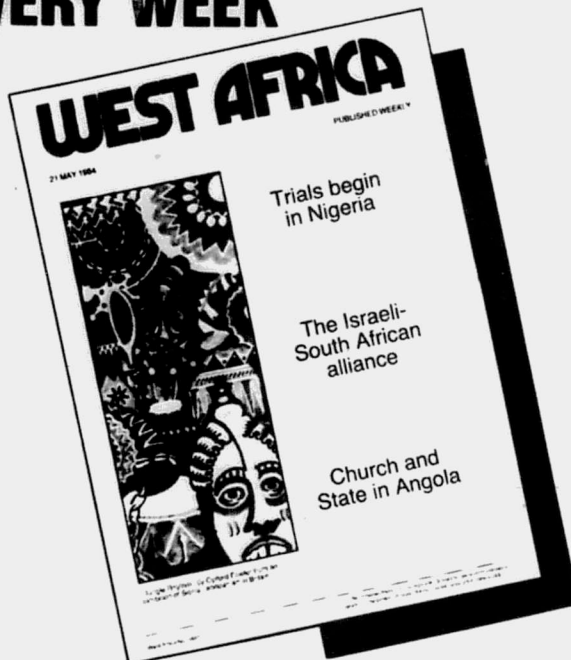 VERY WEEK
WEST AFRICA
PUBLISHED WEEKLY
21 MAY 1984
Trials begin
in Nigeria
The Israeli-
South African
alliance
Church and
State in Angola